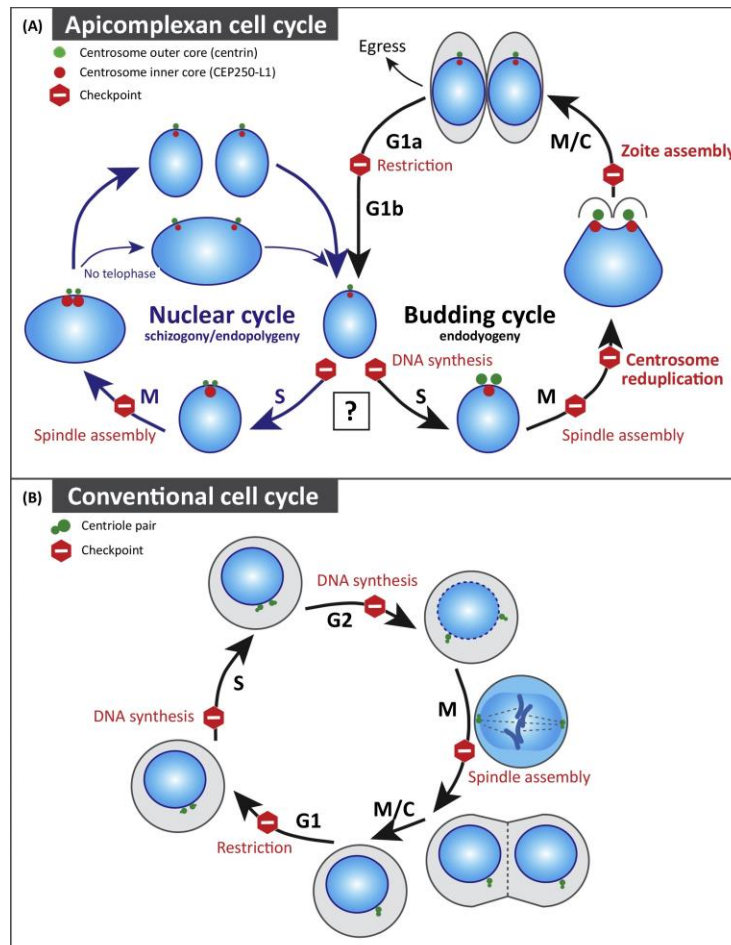 (A) Apicomplexan cell cycle
Centrosome outer core (centrin)
Centrosome inner core (CEP250-L1)
Checkpoint
Egress
G1a
Restriction
G1b
M/C
Zoite assembly
No telophase
Nuclear cycle
schizogony/endopolygeny
Budding cycle
endodyogeny
DNA synthesis
Centrosome
reduplication
M
S
?
S
M
Spindle assembly
Spindle assembly
(B) Conventional cell cycle
Centriole pair
Checkpoint
DNA synthesis
G2
S
DNA synthesis
M
Spindle assembly
M/C
G1
Restriction